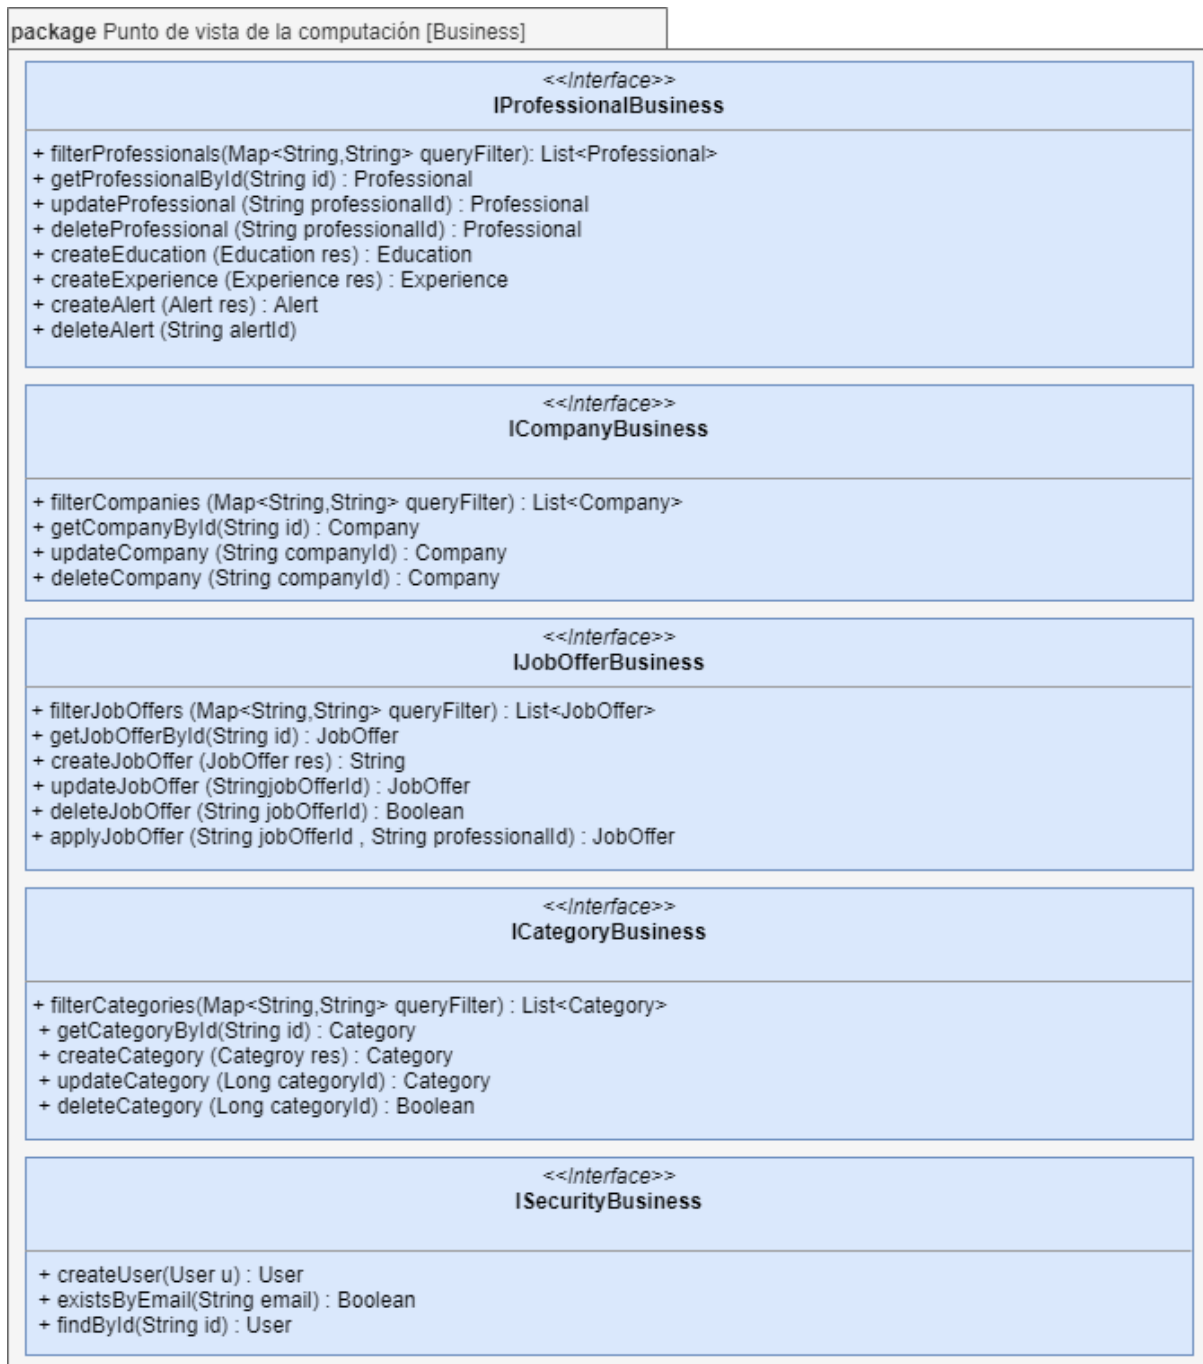 package Punto de vista de la computación [Business]
<<Interface>>
IProfessionalBusiness
+ filterProfessionals(Map<String,String> queryFilter): List<Professional>
+ getProfessionalById(String id) : Professional
+ updateProfessional (String professionalId) : Professional
+ deleteProfessional (String professionalId) : Professional
+ createEducation (Education res) : Education
+ createExperience (Experience res) : Experience
+ createAlert (Alert res) : Alert
+ deleteAlert (String alertId)
<<Interface>>
ICompanyBusiness
+ filterCompanies (Map<String,String> queryFilter) : List<Company>
+ getCompanyById(String id) : Company
+ updateCompany (String companyId) : Company
+ deleteCompany (String companyId) : Company
<<Interface>>
IJobOfferBusiness
+ filterJobOffers (Map<String,String> queryFilter) : List<JobOffer>
+ getJobOfferById(String id) : JobOffer
+ createJobOffer (JobOffer res) : String
+ updateJobOffer (StringjobOfferId) : JobOffer
+ deleteJobOffer (String jobOfferId) : Boolean
+ applyJobOffer (String jobOfferId , String professionalId) : JobOffer
<<Interface>>
ICategoryBusiness
+ filterCategories(Map<String,String> queryFilter) : List<Category>
+ getCategoryById(String id) : Category
+ createCategory (Categroy res) : Category
+ updateCategory (Long categoryId) : Category
+ deleteCategory (Long categoryId) : Boolean
<<Interface>>
ISecurityBusiness
+ createUser(User u) : User
+ existsByEmail(String email) : Boolean
+ findById(String id) : User